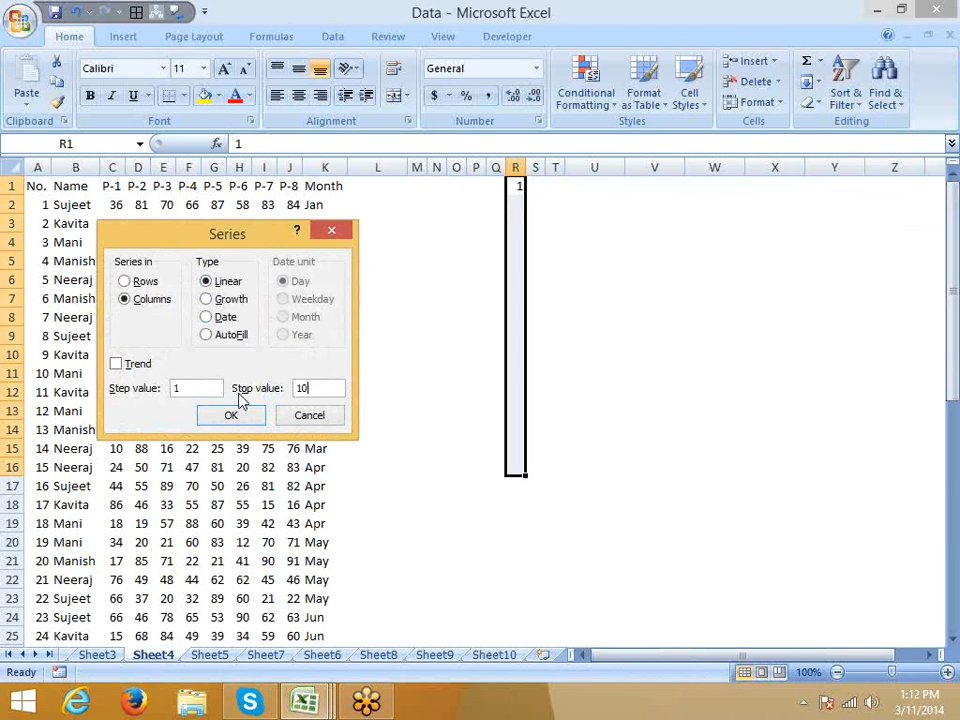 Data - Microsoft Excel
Home Insert Page Layout Formulas Data Review View Developer
Paste
Calibri 11 A A
B I U A
General
$ % ,
Conditional Formatting
Format as Table
Cell Styles
Insert
Delete
Format
Σ
Sort & Filter
Find & Select
Clipboard Font Alignment Number Styles Cells Editing
R1 fx 1
A B C D E F G H I J K L M N O P Q R S T U V W X Y Z
1 No. Name P-1 P-2 P-3 P-4 P-5 P-6 P-7 P-8 Month 1
2 1 Sujeet 36 81 70 66 87 58 83 84 Jan
3 2 Kavita
4 3 Mani
5 4 Manish
6 5 Neeraj
7 6 Manish
8 7 Neeraj
9 8 Sujeet
10 9 Kavita
11 10 Mani
12 11 Kavita
13 12 Mani
14 13 Manish
15 14 Neeraj 10 88 16 22 25 39 75 76 Mar
16 15 Neeraj 24 50 71 47 81 20 82 83 Apr
17 16 Sujeet 44 55 89 70 50 26 81 82 Apr
18 17 Kavita 86 46 33 55 87 55 15 16 Apr
19 18 Mani 18 19 57 88 60 39 42 43 Apr
20 19 Mani 34 20 21 60 83 12 70 71 May
21 20 Manish 17 85 71 22 21 41 90 91 May
22 21 Neeraj 76 49 48 44 62 62 45 46 May
23 22 Sujeet 66 37 20 32 89 60 21 22 May
24 23 Sujeet 66 46 78 65 53 90 62 63 Jun
25 24 Kavita 15 68 84 49 39 34 59 60 Jun
Series ?
Series in Type Date unit
Rows Linear Day
Columns Growth Weekday
Date Month
AutoFill Year
Trend
Step value: 1 Stop value: 10
OK Cancel
Sheet3 Sheet4 Sheet5 Sheet7 Sheet6 Sheet8 Sheet9 Sheet10
Ready 100%
1:12 PM
3/11/2014